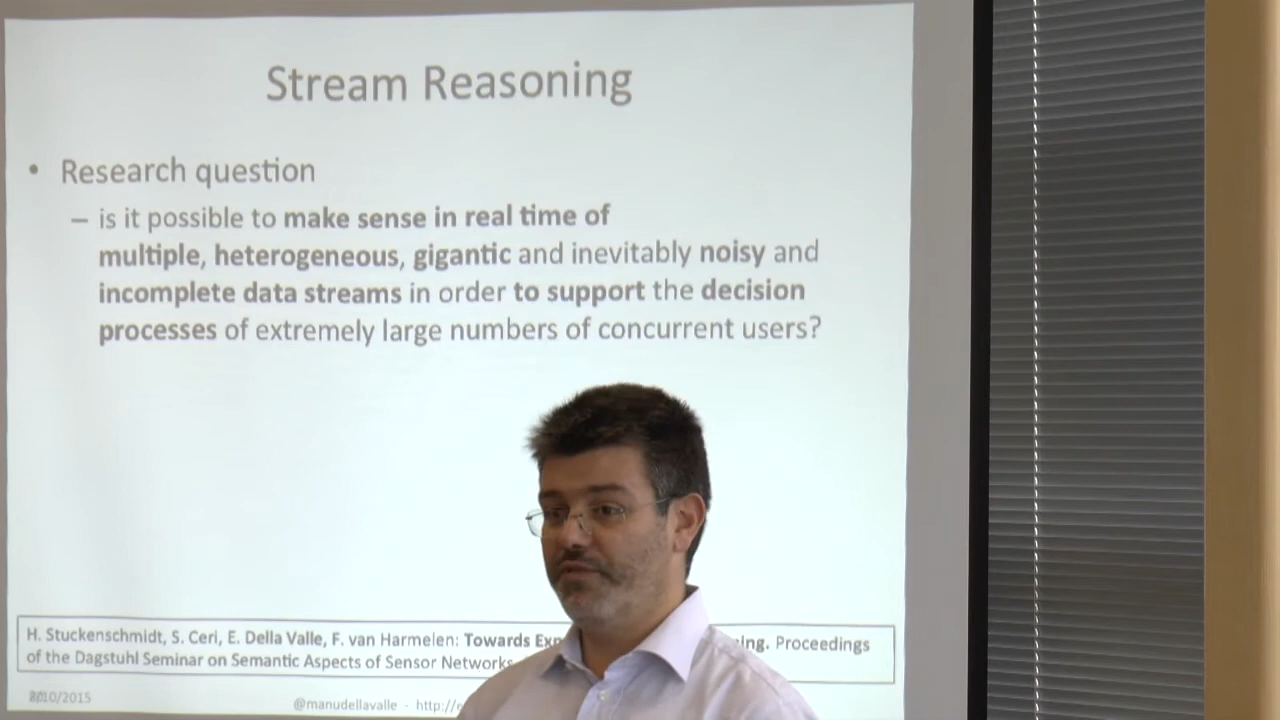 Stream Reasoning
• Research question
– is it possible to make sense in real time of
multiple, heterogeneous, gigantic and inevitably noisy and
incomplete data streams in order to support the decision
processes of extremely large numbers of concurrent users?
H. Stuckenschmidt, S. Ceri, E. Della Valle, F. van Harmelen: Towards Proceedings
of the Dagstuhl Seminar on Semantic Aspects of Sensor Networks
@manudellavalle - http://